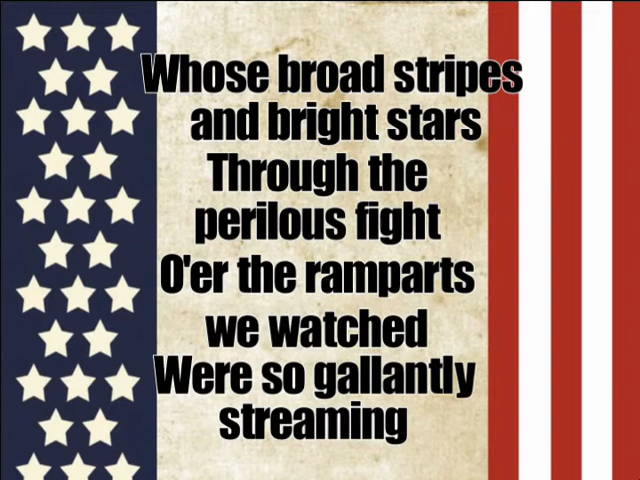 Whose broad stripes
and bright stars
Through the
perilous fight
O'er the ramparts
we watched
Were so gallantly
streaming